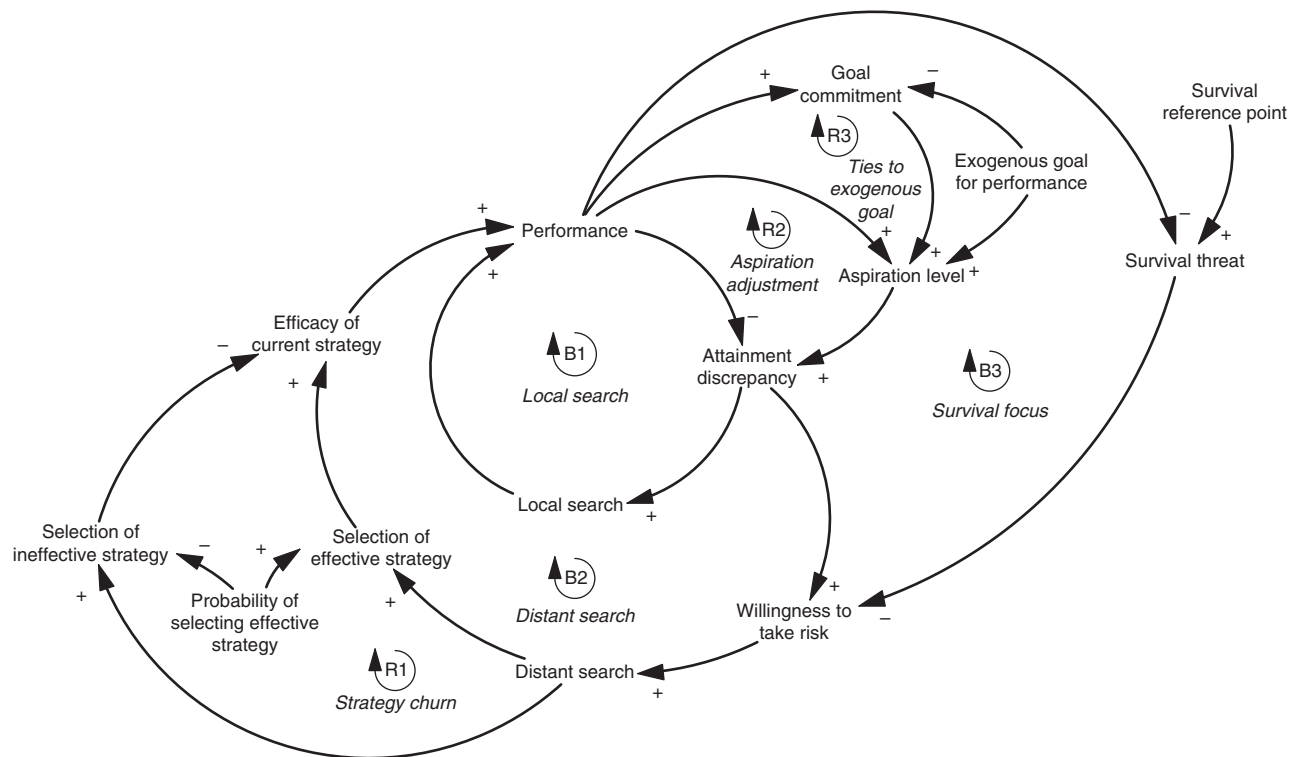 +
Goal
commitment
–
Survival
reference point
R3
Ties to
exogenous
goal
Exogenous goal
for performance
+
Performance
+
R2
Aspiration
adjustment
+
+
Aspiration level
+
–
+
Survival threat
Efficacy of
current strategy
–
+
B1
Local search
–
Attainment
discrepancy
+
B3
Survival focus
Local search
+
Selection of
ineffective strategy
–
+
Selection of
effective strategy
+
Probability of
selecting effective
strategy
+
B2
Distant search
+
Willingness to
take risk
–
R1
Strategy churn
Distant search
+